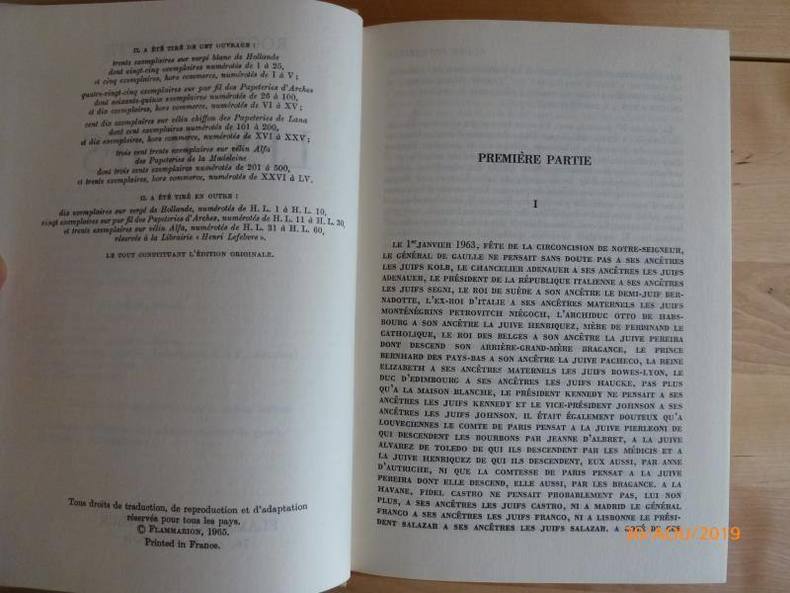 IL A ÉTÉ TIRÉ DE CET OUVRAGE :
trente exemplaires sur vergé blanc de Hollande
dont vingt-cinq exemplaires numérotés de 1 à 25,
et cinq exemplaires, hors commerce, numérotés de I à V ;
quatre-vingt-cinq exemplaires sur pur fil des Papeteries d'Arches
dont soixante-quinze exemplaires numérotés de 26 à 100,
et dix exemplaires, hors commerce, numérotés de VI à XV ;
cent dix exemplaires sur vélin chiffon des Papeteries de Lana
dont cent exemplaires numérotés de 101 à 200,
et dix exemplaires, hors commerce, numérotés de XVI à XXV ;
trois cent trente exemplaires sur vélin Alfa
des Papeteries de la Madeleine
dont trois cents exemplaires numérotés de 201 à 500,
et trente exemplaires, hors commerce, numérotés de XXVI à LV.
IL A ÉTÉ TIRÉ EN OUTRE :
dix exemplaires sur vergé de Hollande, numérotés de H. L. 1 à H. L. 10,
vingt exemplaires sur pur fil des Papeteries d'Arches, numérotés de H. L. 11 à H. L. 30,
et trente exemplaires sur vélin Alfa, numérotés de H. L. 31 à H. L. 60,
réservés à la Librairie « Henri Lefebvre ».
LE TOUT CONSTITUANT L'ÉDITION ORIGINALE.
Tous droits de traduction, de reproduction et d'adaptation
réservés pour tous les pays.
© FLAMMARION, 1965.
Printed in France.
PREMIÈRE PARTIE
I
LE 1er JANVIER 1963, FÊTE DE LA CIRCONCISION DE NOTRE-SEIGNEUR,
LE GÉNÉRAL DE GAULLE NE PENSAIT SANS DOUTE PAS A SES ANCÊTRES
LES JUIFS KOLB, LE CHANCELIER ADENAUER A SES ANCÊTRES LES JUIFS
ADENAUER, LE PRÉSIDENT DE LA RÉPUBLIQUE ITALIENNE A SES ANCÊTRES
LES JUIFS SEGNI, LE ROI DE SUÈDE A SON ANCÊTRE LE DEMI-JUIF BER-
NADOTTE, L'EX-ROI D'ITALIE A SES ANCÊTRES MATERNELS LES JUIFS
MONTÉNÉGRINS PETROVITCH NIÉGOCH, L'ARCHIDUC OTTO DE HABS-
BOURG A SON ANCÊTRE LA JUIVE HENRIQUEZ, MÈRE DE FERDINAND LE
CATHOLIQUE, LE ROI DES BELGES A SON ANCÊTRE LA JUIVE PEREIRA
DONT DESCEND SON ARRIÈRE-GRAND-MÈRE BRAGANCE, LE PRINCE
BERNHARD DES PAYS-BAS A SON ANCÊTRE LA JUIVE PACHECO, LA REINE
ELIZABETH A SES ANCÊTRES MATERNELS LES JUIFS BOWES-LYON, LE
DUC D'EDIMBOURG A SES ANCÊTRES LES JUIFS HAUCKE, PAS PLUS
QU'A LA MAISON BLANCHE, LE PRÉSIDENT KENNEDY NE PENSAIT A SES
ANCÊTRES LES JUIFS KENNEDY ET LE VICE-PRÉSIDENT JOHNSON A SES
ANCÊTRES LES JUIFS JOHNSON. IL ÉTAIT ÉGALEMENT DOUTEUX QU'A
LOUVECIENNES LE COMTE DE PARIS PENSAT A LA JUIVE PIERLEONI DE
QUI DESCENDENT LES BOURBONS PAR JEANNE D'ALBRET, A LA JUIVE
ALVAREZ DE TOLEDO DE QUI ILS DESCENDENT PAR LES MÉDICIS ET A
LA JUIVE HENRIQUEZ DE QUI ILS DESCENDENT, EUX AUSSI, PAR ANNE
D'AUTRICHE, NI QUE LA COMTESSE DE PARIS PENSAT A LA JUIVE
PEREIRA DONT ELLE DESCEND, ELLE AUSSI, PAR LES BRAGANCE. A LA
HAVANE, FIDEL CASTRO NE PENSAIT PROBABLEMENT PAS, LUI NON
PLUS, A SES ANCÊTRES LES JUIFS CASTRO, NI A MADRID LE GÉNÉRAL
FRANCO A SES ANCÊTRES LES JUIFS FRANCO, NI A LISBONNE LE PRÉSI-
DENT SALAZAR A SES ANCÊTRES LES JUIFS SALAZAR. A COTÉ DE CES
2019